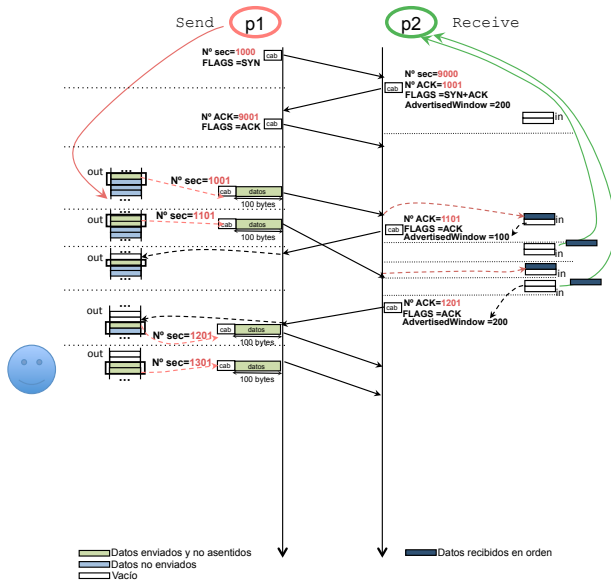 Send p1 p2 Receive
Nº sec=1000
FLAGS =SYN
cab
Nº sec=9000
Nº ACK=1001
FLAGS =SYN+ACK
AdvertisedWindow =200
cab
in
Nº ACK=9001
FLAGS =ACK
cab
out
...
...
Nº sec=1001
cab datos
100 bytes
out
...
Nº sec=1101
cab datos
100 bytes
Nº ACK=1101
FLAGS =ACK
AdvertisedWindow =100
cab
in
out
...
in
in
in
Nº ACK=1201
FLAGS =ACK
AdvertisedWindow =200
cab
out
...
Nº sec=1201
cab datos
100 bytes
out
...
Nº sec=1301
cab datos
100 bytes
Datos enviados y no asentidos
Datos no enviados
Vacío
Datos recibidos en orden